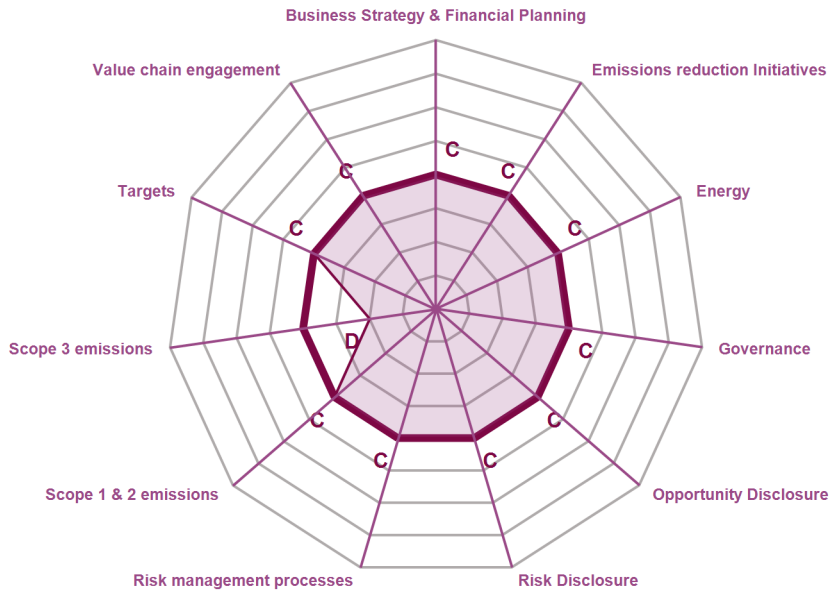 Business Strategy & Financial Planning
Value chain engagement
Emissions reduction Initiatives
C
C
C
Targets
Energy
C
C
Scope 3 emissions
D
C
Governance
C
C
C
C
Scope 1 & 2 emissions
Opportunity Disclosure
Risk management processes
Risk Disclosure